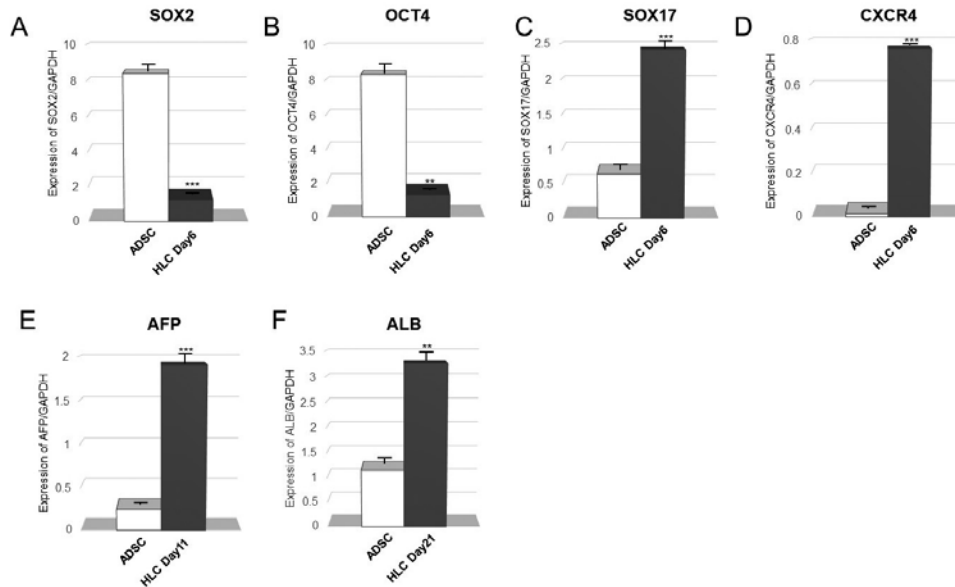 A
SOX2
Expression of SOX2/GAPDH
10
8
6
4
2
0
***
ADSC
HLC Day6
B
OCT4
Expression of OCT4/GAPDH
10
8
6
4
2
0
**
ADSC
HLC Day6
C
SOX17
Expression of SOX17/GAPDH
2.5
2
1.5
1
0.5
0
***
ADSC
HLC Day6
D
CXCR4
Expression of CXCR4/GAPDH
0.8
0.6
0.4
0.2
0
***
ADSC
HLC Day6
E
AFP
Expression of AFP/GAPDH
2
1.5
1
0.5
0
***
ADSC
HLC Day11
F
ALB
Expression of ALB/GAPDH
3.5
3
2.5
2
1.5
1
0.5
0
**
ADSC
HLC Day21